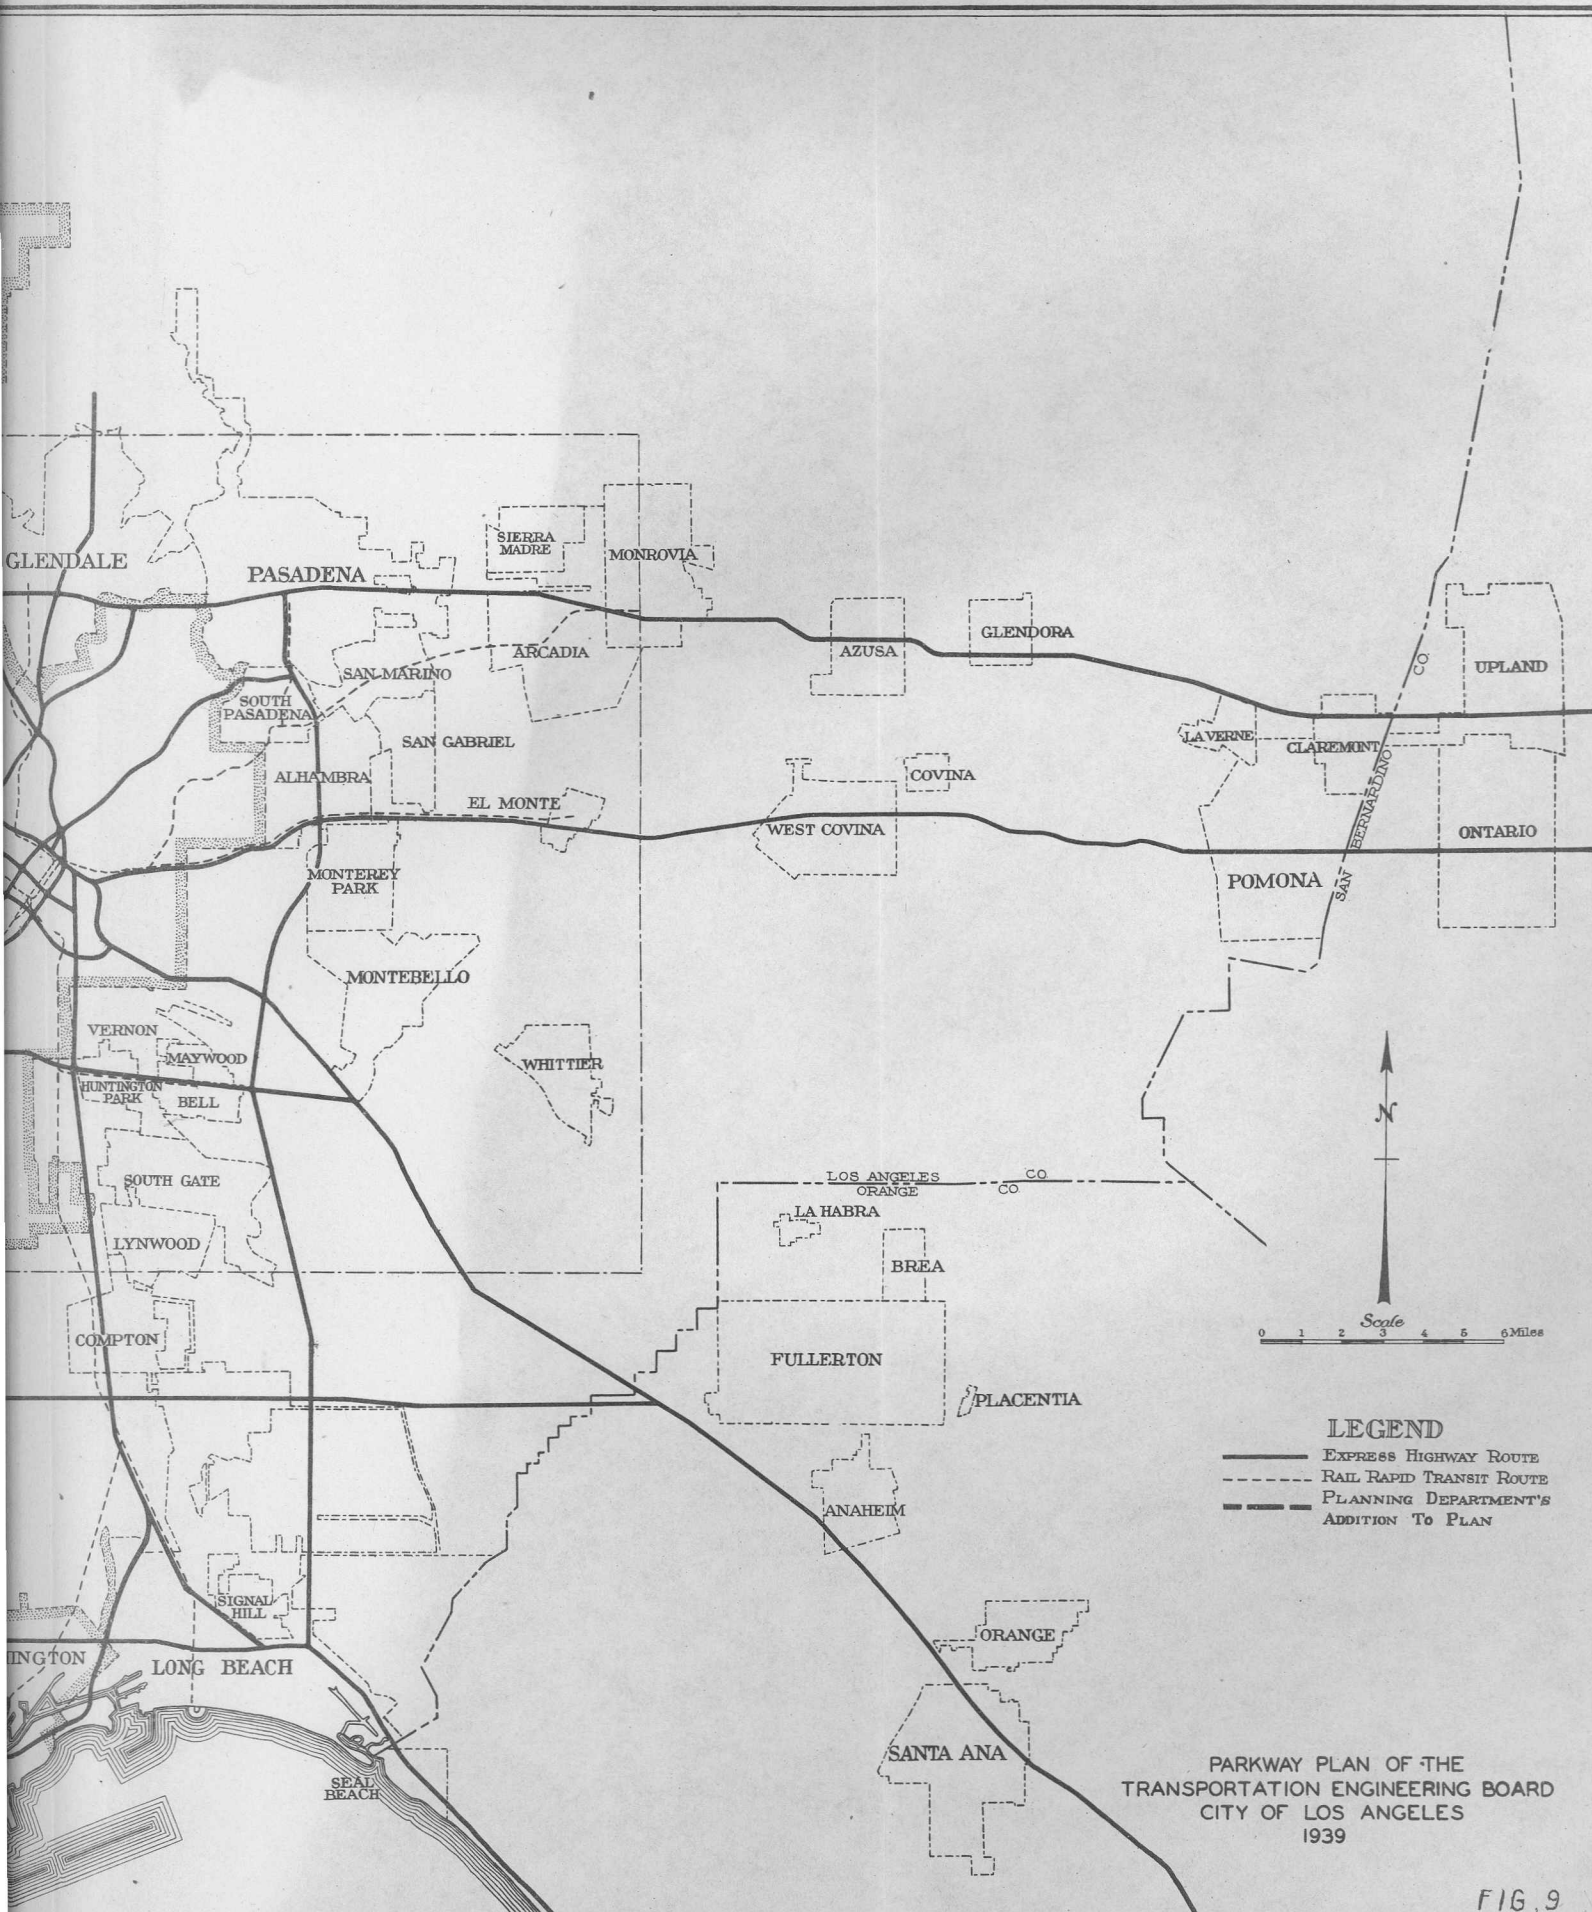 GLENDALE
PASADENA
SIERRA
MADRE
MONROVIA
SAN MARINO
ARCADIA
AZUSA
GLENDORA
CO.
UPLAND
SOUTH
PASADENA
SAN GABRIEL
LA VERNE
CLAREMONT
ALHAMBRA
EL MONTE
COVINA
WEST COVINA
SAN BERNARDINO
ONTARIO
MONTEREY
PARK
POMONA
MONTEBELLO
VERNON
MAYWOOD
HUNTINGTON
PARK
BELL
WHITTIER
SOUTH GATE
LYNWOOD
LOS ANGELES CO.
ORANGE CO.
LA HABRA
BREA
COMPTON
FULLERTON
PLACENTIA
ANAHEIM
SIGNAL
HILL
INGTON
LONG BEACH
ORANGE
SANTA ANA
SEAL
BEACH
N
Scale
0 1 2 3 4 5 6 Miles
LEGEND
EXPRESS HIGHWAY ROUTE
RAIL RAPID TRANSIT ROUTE
PLANNING DEPARTMENT'S
ADDITION TO PLAN
PARKWAY PLAN OF THE
TRANSPORTATION ENGINEERING BOARD
CITY OF LOS ANGELES
1939
FIG. 9